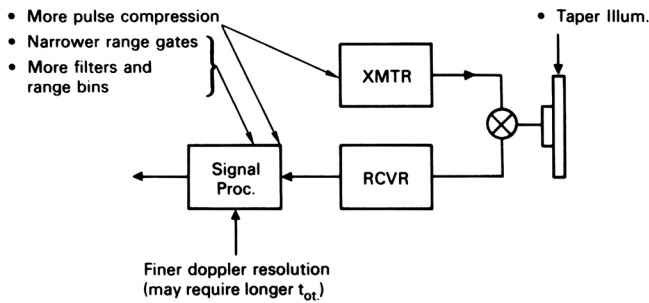 • More pulse compression
• Narrower range gates
• More filters and
range bins
• Taper Illum.
XMTR
Signal
Proc.
RCVR
Finer doppler resolution
(may require longer tot.)